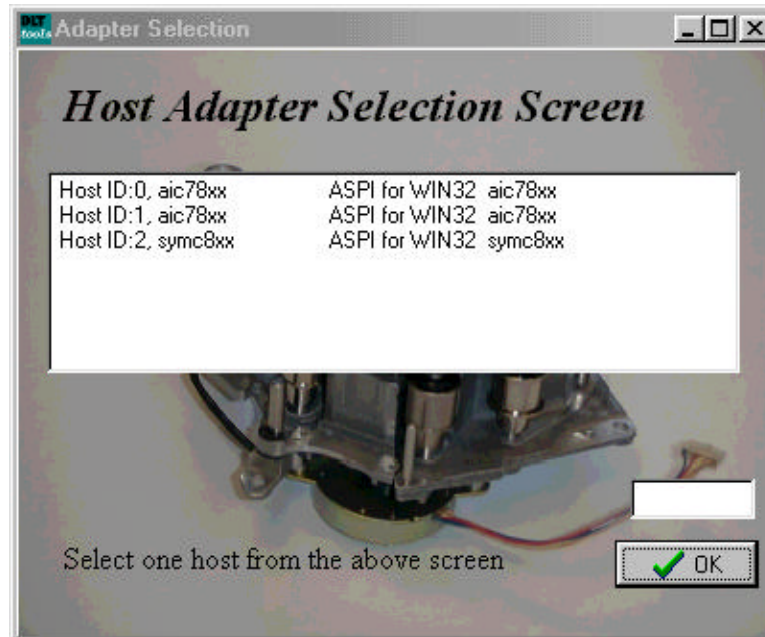 DLT
tools
Adapter Selection
Host Adapter Selection Screen
Host ID:0, aic78xx ASPI for WIN32 aic78xx
Host ID:1, aic78xx ASPI for WIN32 aic78xx
Host ID:2, symc8xx ASPI for WIN32 symc8xx
Select one host from the above screen
OK